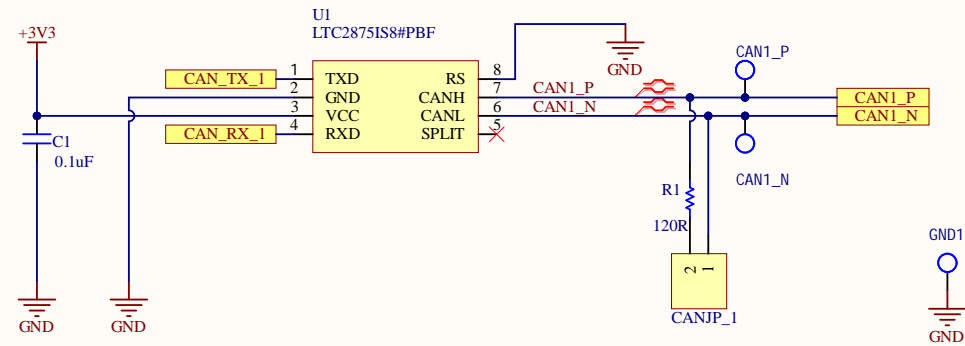 U1
LTC2875IS8#PBF
+3V3
CAN_TX_1
1
TXD
RS
8
GND
CAN1_P
2
GND
CANH
7
CAN1_P
CAN1_P
3
VCC
CANL
6
CAN1_N
CAN1_N
CAN_RX_1
4
RXD
SPLIT
5
C1
0.1uF
CAN1_N
R1
120R
2
1
CANJP_1
GND1
GND
GND
GND